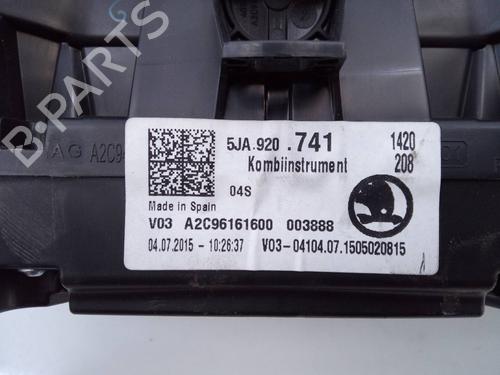 B-PARTS
AG A2C9
5JA.920 .741 1420
Kombiinstrument 208
04S
Made in Spain
V03 A2C96161600 003888
04.07.2015 - 10:26:37 V03-04104.07.1505020815